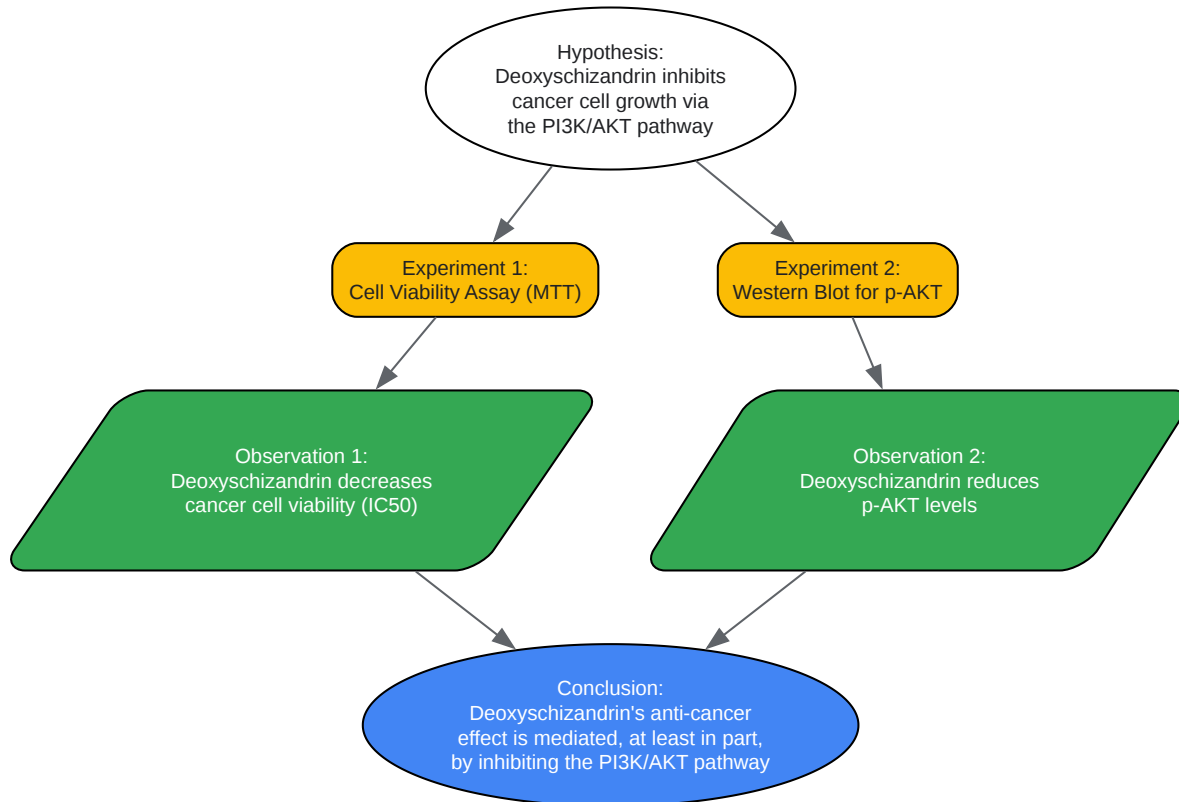 Hypothesis:
Deoxyschizandrin inhibits
cancer cell growth via
the PI3K/AKT pathway
Experiment 1:
Cell Viability Assay (MTT)
Experiment 2:
Western Blot for p-AKT
Observation 1:
Deoxyschizandrin decreases
cancer cell viability (IC50)
Observation 2:
Deoxyschizandrin reduces
p-AKT levels
Conclusion:
Deoxyschizandrin's anti-cancer
effect is mediated, at least in part,
by inhibiting the PI3K/AKT pathway